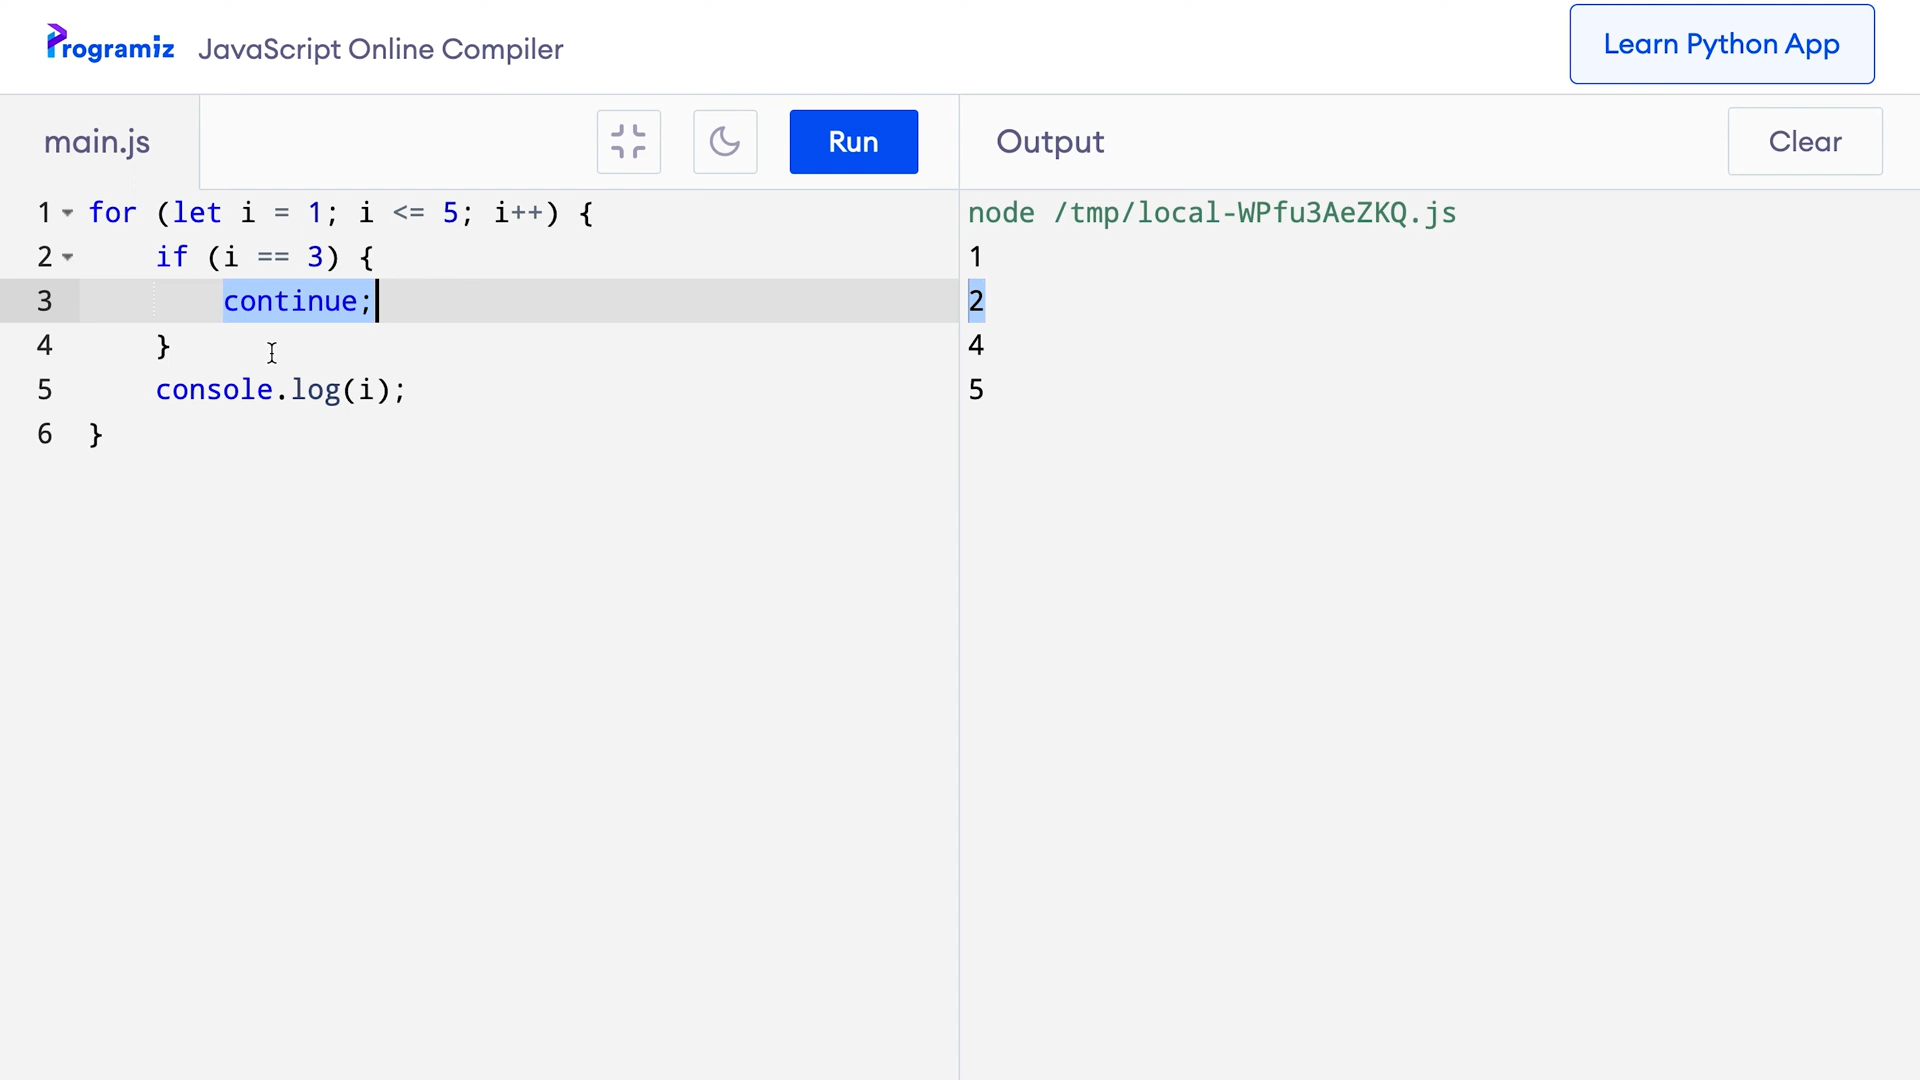 Programiz JavaScript Online Compiler
Learn Python App
main.js
Run
Output
Clear
1 for (let i = 1; i <= 5; i++) {
2     if (i == 3) {
3         continue;
4     }
5     console.log(i);
6 }
node /tmp/local-WPfu3AeZKQ.js
1
2
4
5